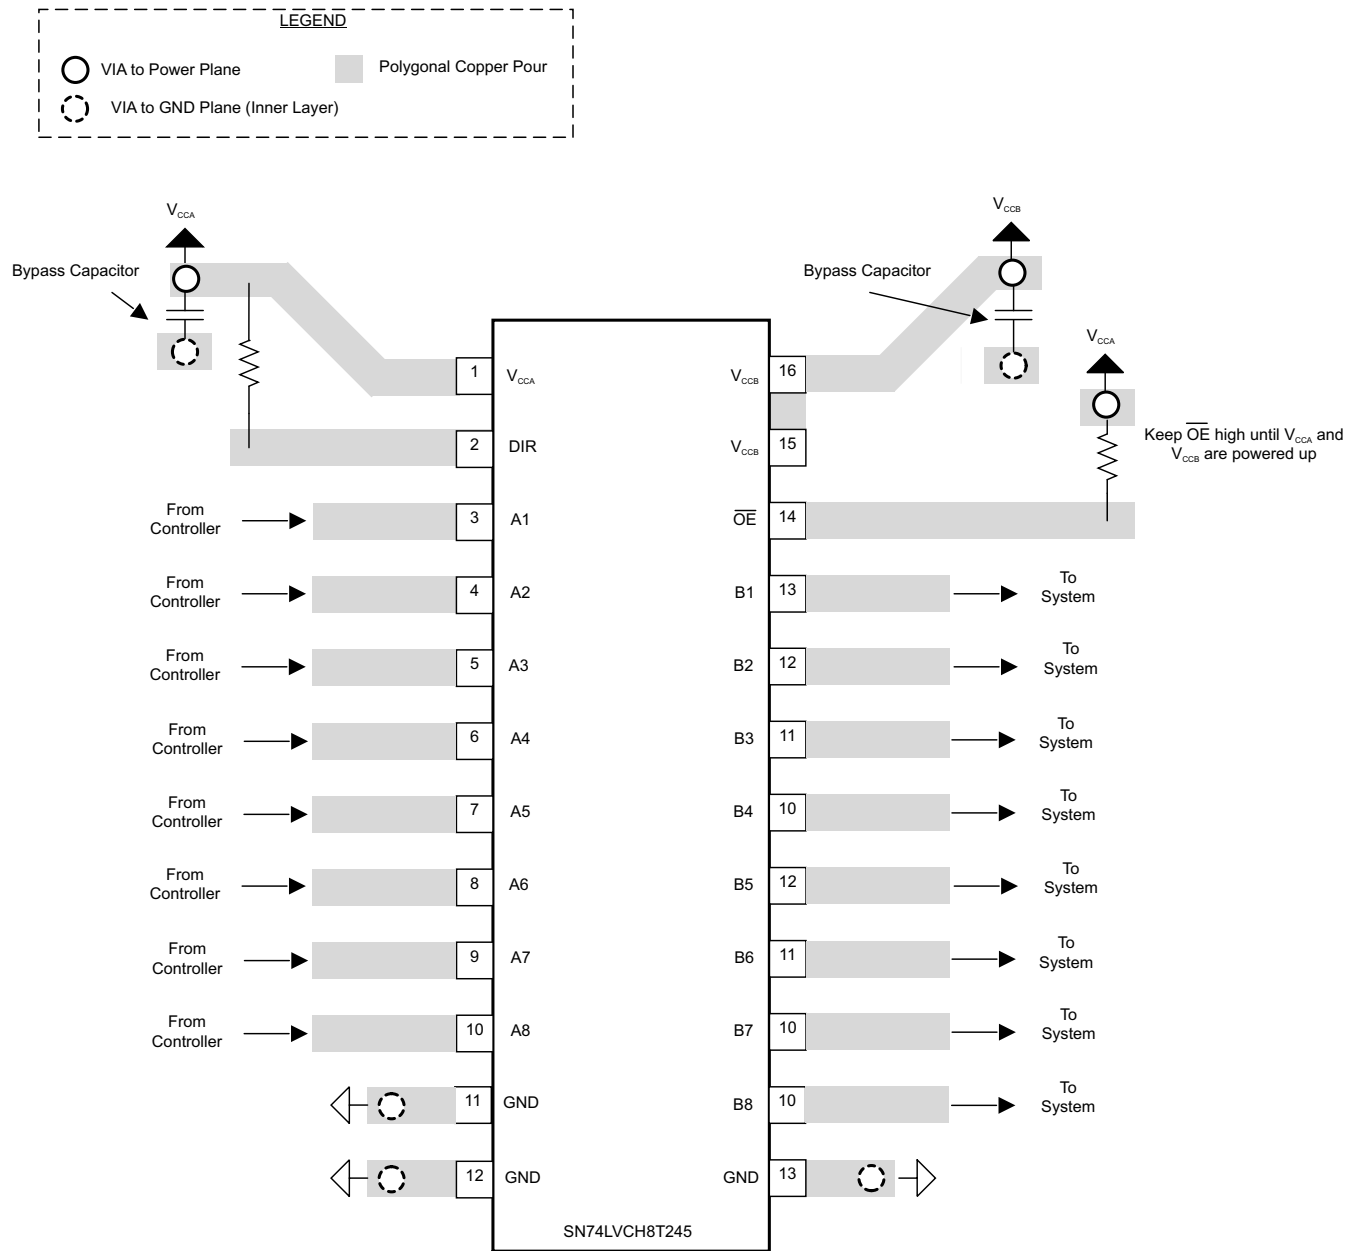 LEGEND
VIA to Power Plane
Polygonal Copper Pour
VIA to GND Plane (Inner Layer)
VCCA
VCCB
Bypass Capacitor
Bypass Capacitor
VCCA
Keep OE high until VCCA and
VCCB are powered up
1
VCCA
VCCB
16
2
DIR
VCCB
15
From
Controller
3
A1
OE
14
From
Controller
4
A2
B1
13
To
System
From
Controller
5
A3
B2
12
To
System
From
Controller
6
A4
B3
11
To
System
From
Controller
7
A5
B4
10
To
System
From
Controller
8
A6
B5
12
To
System
From
Controller
9
A7
B6
11
To
System
From
Controller
10
A8
B7
10
To
System
11
GND
B8
10
To
System
12
GND
GND
13
SN74LVCH8T245